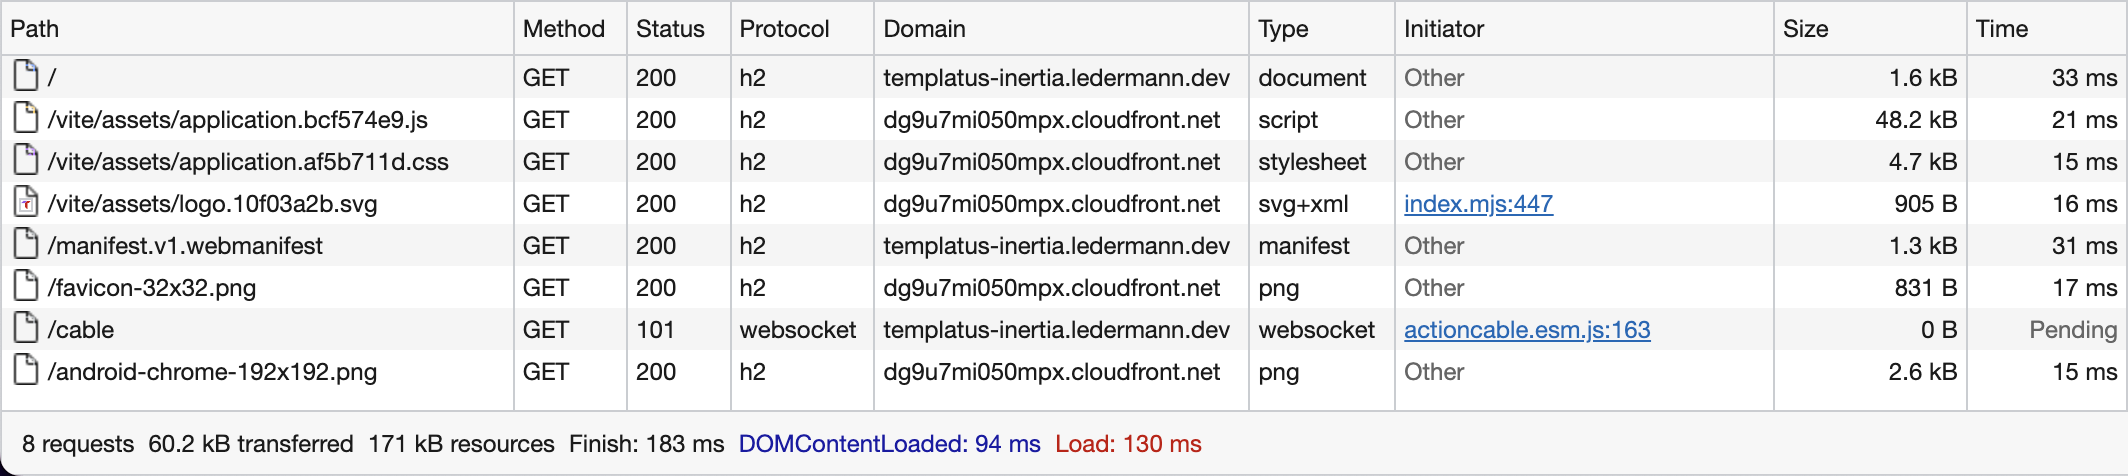 Path Method Status Protocol Domain Type Initiator Size Time
/ GET 200 h2 templatus-inertia.ledermann.dev document Other 1.6 kB 33 ms
/vite/assets/application.bcf574e9.js GET 200 h2 dg9u7mi050mpx.cloudfront.net script Other 48.2 kB 21 ms
/vite/assets/application.af5b711d.css GET 200 h2 dg9u7mi050mpx.cloudfront.net stylesheet Other 4.7 kB 15 ms
/vite/assets/logo.10f03a2b.svg GET 200 h2 dg9u7mi050mpx.cloudfront.net svg+xml index.mjs:447 905 B 16 ms
/manifest.v1.webmanifest GET 200 h2 templatus-inertia.ledermann.dev manifest Other 1.3 kB 31 ms
/favicon-32x32.png GET 200 h2 dg9u7mi050mpx.cloudfront.net png Other 831 B 17 ms
/cable GET 101 websocket templatus-inertia.ledermann.dev websocket actioncable.esm.js:163 0 B Pending
/android-chrome-192x192.png GET 200 h2 dg9u7mi050mpx.cloudfront.net png Other 2.6 kB 15 ms
8 requests 60.2 kB transferred 171 kB resources Finish: 183 ms DOMContentLoaded: 94 ms Load: 130 ms